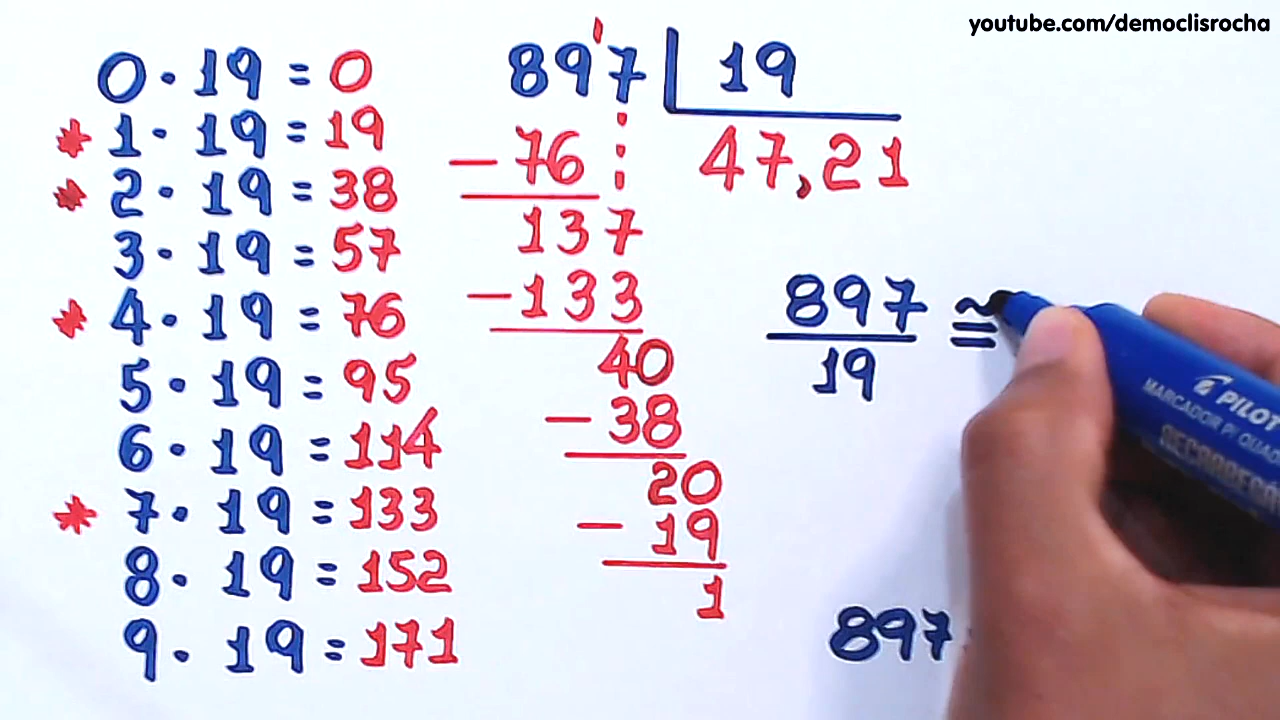 youtube.com/democlisrocha
0 · 19 = 0
* 1 · 19 = 19
* 2 · 19 = 38
3 · 19 = 57
* 4 · 19 = 76
5 · 19 = 95
6 · 19 = 114
* 7 · 19 = 133
8 · 19 = 152
9 · 19 = 171
897 19
47,21
- 76
137
- 133
40
- 38
20
- 19
1
897 ≅
19
PILOT
MARCADOR P/
897